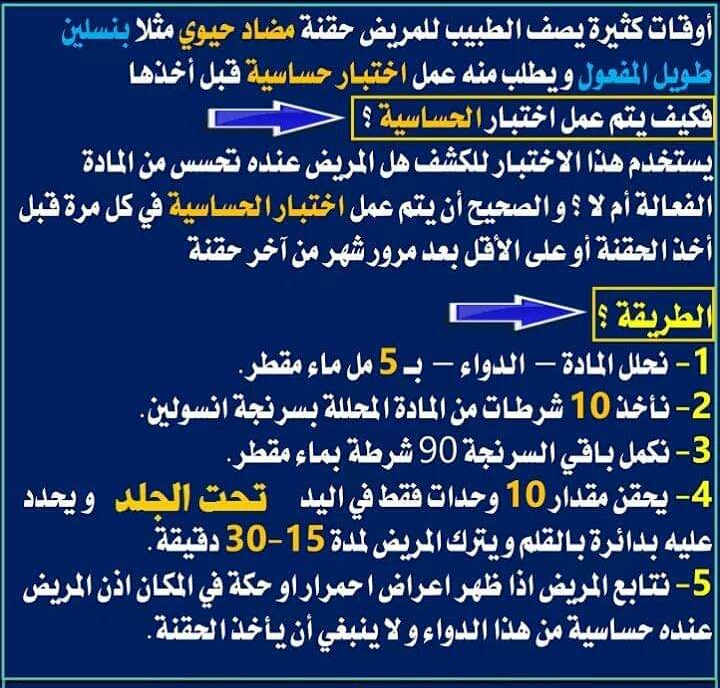 أوقات كثيرة يصف الطبيب للمريض حقنة مضاد حيوي مثلا بنسلين
طويل المفعول و يطلب منه عمل اختبار حساسية قبل أخذها
فكيف يتم عمل اختبار الحساسية ؟
يستخدم هذا الاختبار للكشف هل المريض عنده تحسس من المادة
الفعالة أم لا ؟ و الصحيح أن يتم عمل اختبار الحساسية في كل مرة قبل
أخذ الحقنة أو على الأقل بعد مرور شهر من آخر حقنة
الطريقة ؟
1- نحلل المادة – الدواء – بـ 5 مل ماء مقطر.
2- نأخذ 10 شرطات من المادة المحللة بسرنجة انسولين.
3- نكمل باقي السرنجة 90 شرطة بماء مقطر.
4- يحقن مقدار 10 وحدات فقط في اليد تحت الجلد و يحدد
عليه بدائرة بالقلم و يترك المريض لمدة 15-30 دقيقة.
5- نتابع المريض اذا ظهر اعراض احمرار او حكة في المكان اذن المريض
عنده حساسية من هذا الدواء و لا ينبغي أن يأخذ الحقنة.